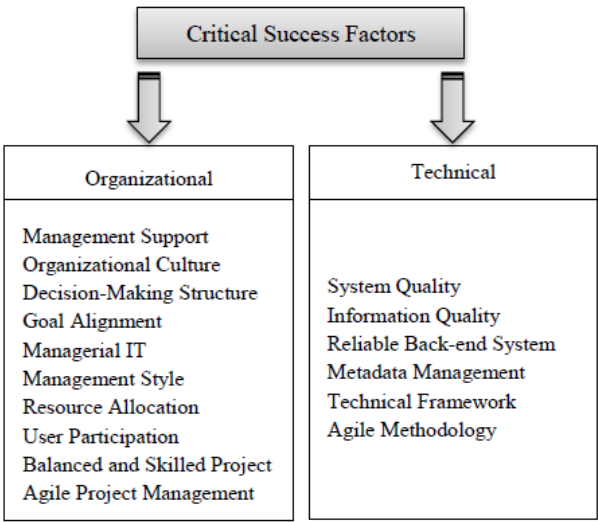 Critical Success Factors
Organizational
Management Support
Organizational Culture
Decision-Making Structure
Goal Alignment
Managerial IT
Management Style
Resource Allocation
User Participation
Balanced and Skilled Project
Agile Project Management
Technical
System Quality
Information Quality
Reliable Back-end System
Metadata Management
Technical Framework
Agile Methodology